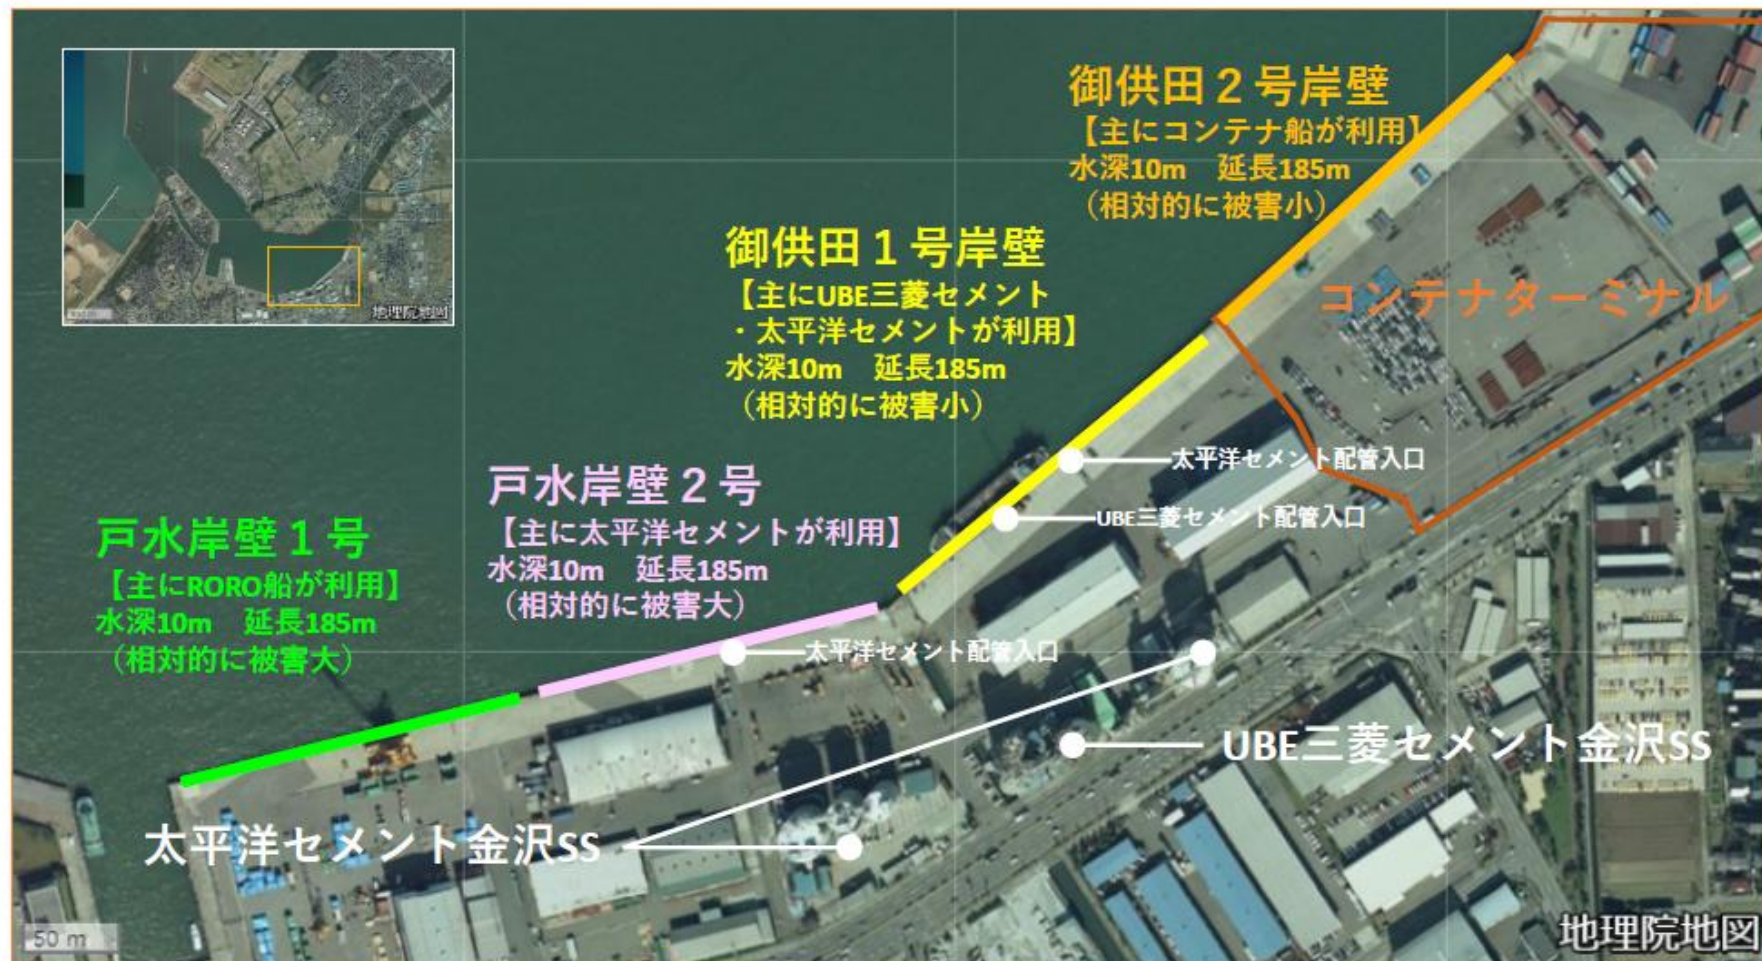 地理院地図
御供田２号岸壁
【主にコンテナ船が利用】
水深10m　延長185m
（相対的に被害小）
御供田１号岸壁
【主にUBE三菱セメント
・太平洋セメントが利用】
水深10m　延長185m
（相対的に被害小）
コンテナターミナル
太平洋セメント配管入口
UBE三菱セメント配管入口
戸水岸壁２号
【主に太平洋セメントが利用】
水深10m　延長185m
（相対的に被害大）
戸水岸壁１号
【主にRORO船が利用】
水深10m　延長185m
（相対的に被害大）
太平洋セメント配管入口
UBE三菱セメント金沢SS
太平洋セメント金沢SS
50 m
地理院地図